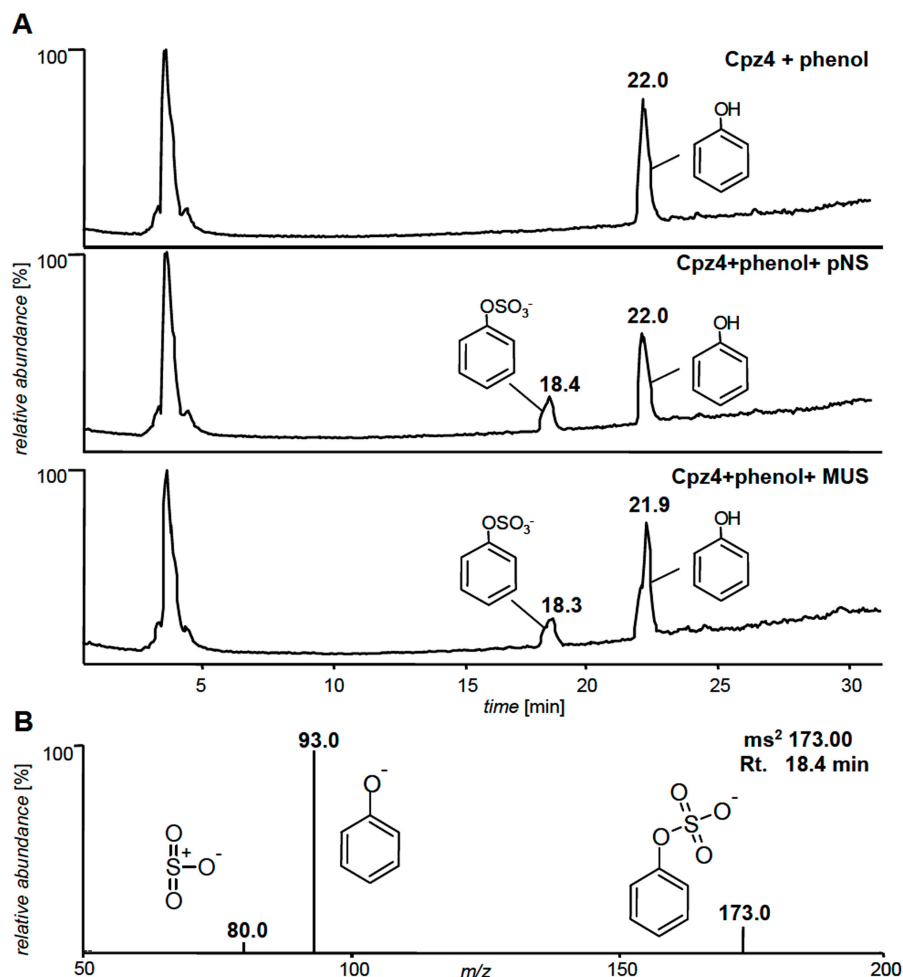 A
100
Cpz4 + phenol
22.0
OH
100
Cpz4+phenol+ pNS
OSO₃⁻
18.4
22.0
OH
relative abundance [%]
100
Cpz4+phenol+ MUS
OSO₃⁻
18.3
21.9
OH
5 10 15 20 25 30
time [min]
B
100
93.0
ms² 173.00
Rt. 18.4 min
O⁻
O
S⁺ O⁻
O
O
S O⁻
O
O
80.0
173.0
relative abundance [%]
50 100 150 200
m/z